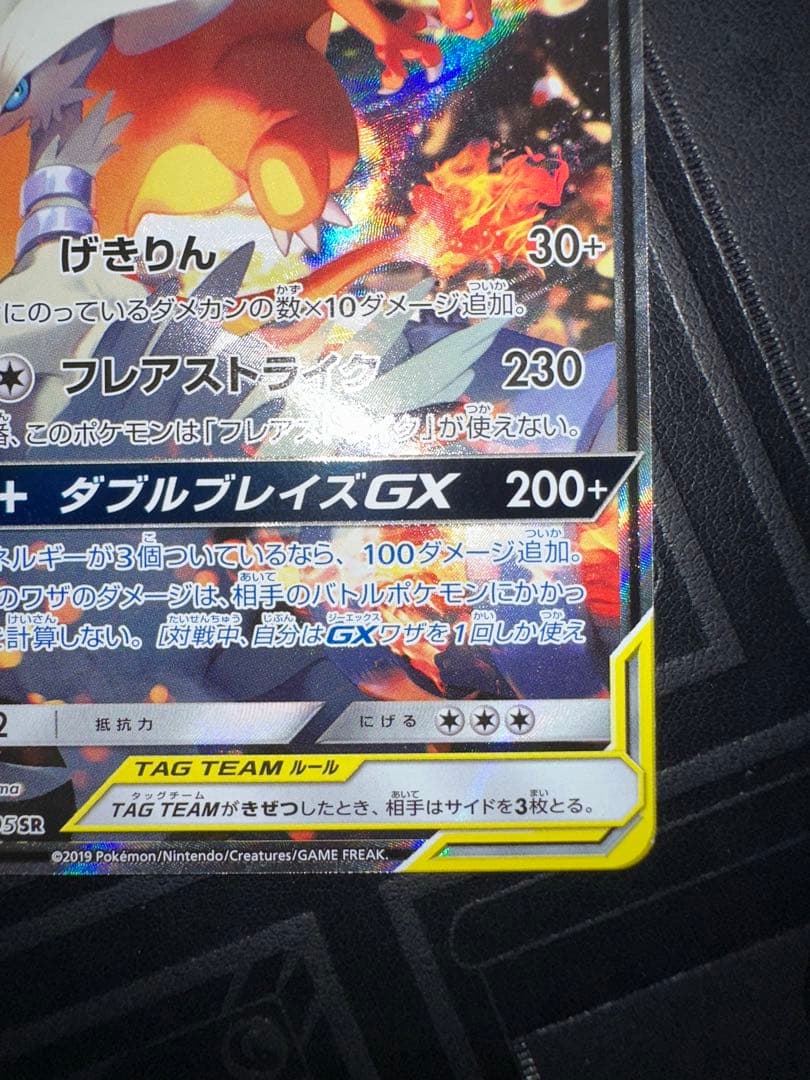 げきりん 30+
にのっているダメカンの数×10ダメージ追加。
フレアストライク 230
、このポケモンは「フレアストライク」が使えない。
+ ダブルブレイズGX 200+
ネルギーが3個ついているなら、100ダメージ追加。
のワザのダメージは、相手のバトルポケモンにかかっ
計算しない。[対戦中、自分はGXワザを1回しか使え
2 抵抗力 にげる
TAG TEAM ルール
TAG TEAMがきぜつしたとき、相手はサイドを3枚とる。
5 SR
©2019 Pokémon/Nintendo/Creatures/GAME FREAK.